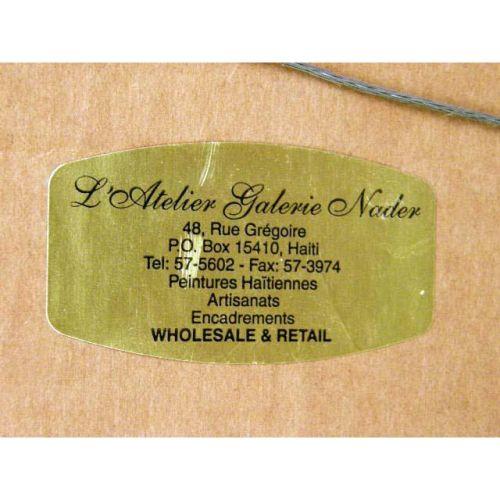 L'Atelier Galerie Nader
48, Rue Grégoire
P.O. Box 15410, Haiti
Tel: 57-5602 - Fax: 57-3974
Peintures Haïtiennes
Artisanats
Encadrements
WHOLESALE & RETAIL